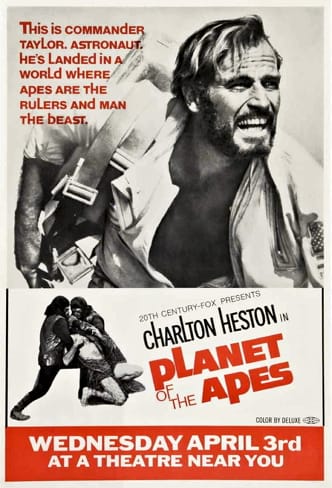 THIS IS COMMANDER
TAYLOR. ASTRONAUT.
HE'S LANDED IN A
WORLD WHERE
APES ARE THE
RULERS AND MAN
THE BEAST.
20TH CENTURY-FOX PRESENTS
CHARLTON HESTON IN
PLANET
OF THE APES
COLOR BY DELUXE
WEDNESDAY APRIL 3rd
AT A THEATRE NEAR YOU